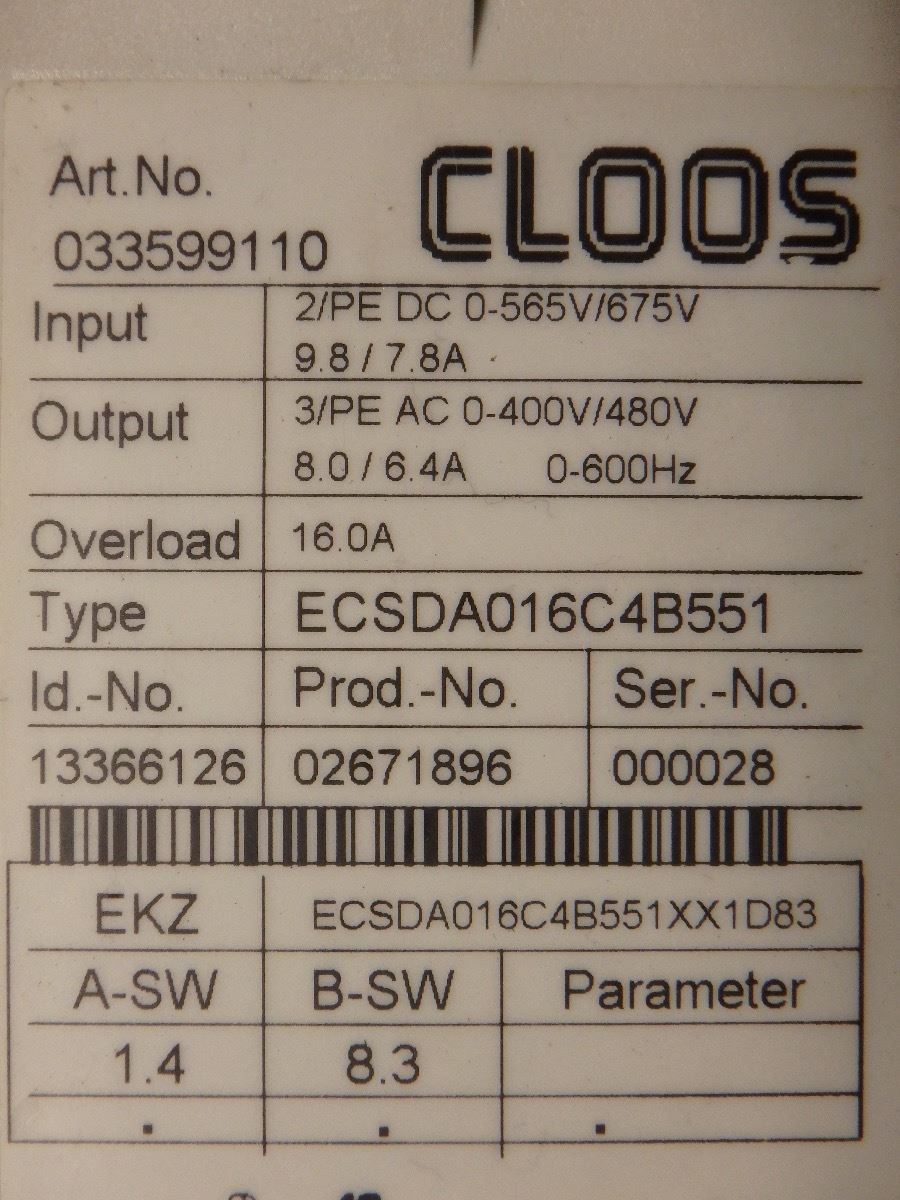 Art.No.
CLOOS
033599110
Input
2/PE DC 0-565V/675V
9.8 / 7.8A
Output
3/PE AC 0-400V/480V
8.0 / 6.4A 0-600Hz
Overload 16.0A
Type ECSDA016C4B551
Id.-No. Prod.-No. Ser.-No.
13366126 02671896 000028
EKZ ECSDA016C4B551XX1D83
A-SW B-SW Parameter
1.4 8.3
. . .